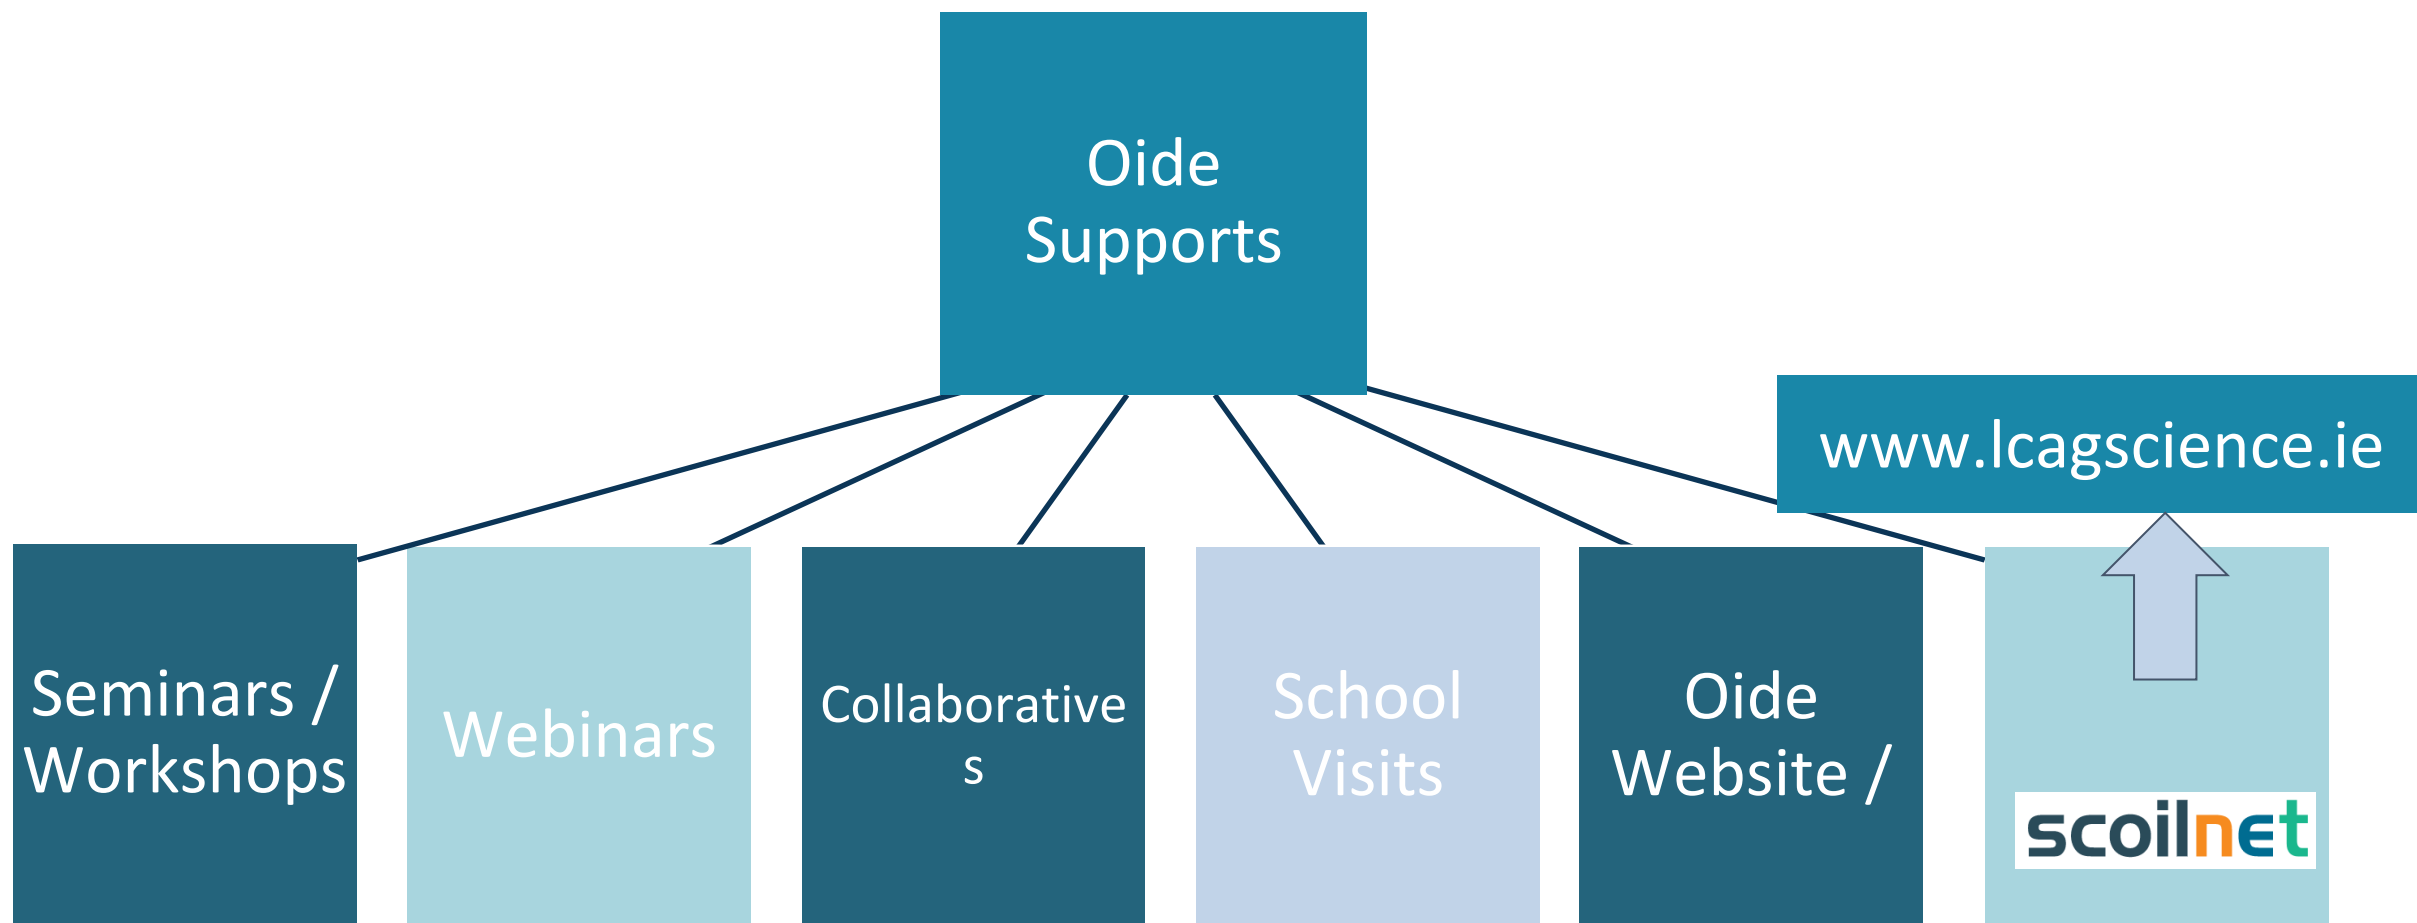 Oide
Supports
www.lcagscience.ie
Seminars /
Workshops
Webinars
Collaborative
s
School
Visits
Oide
Website /
scoilnet